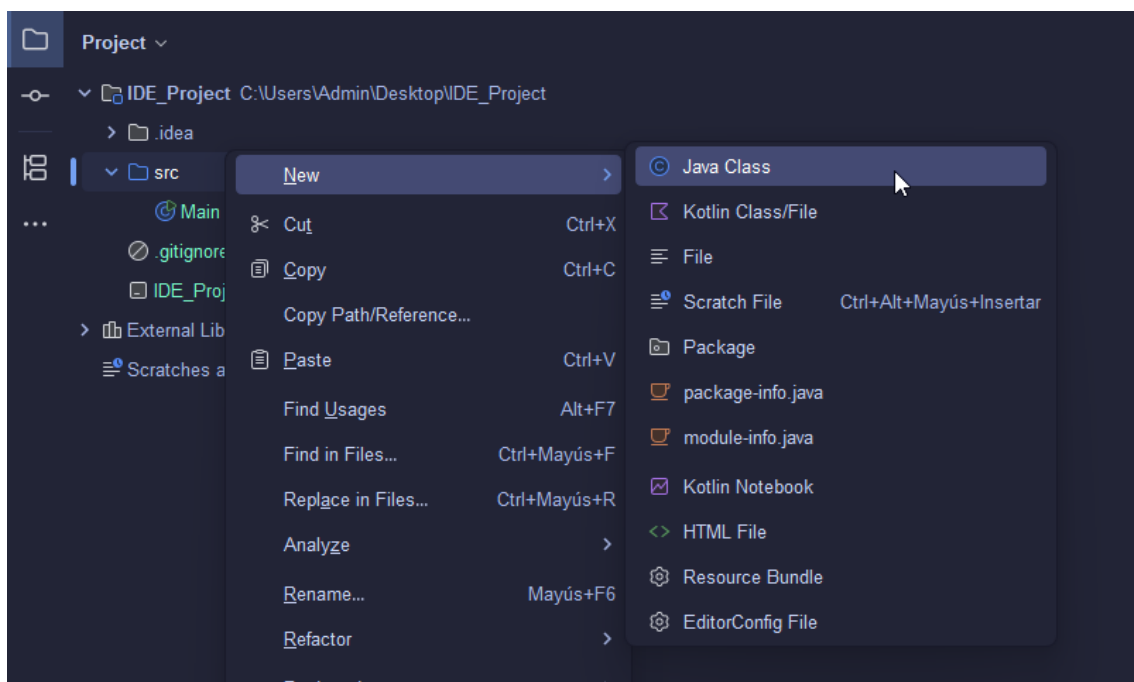 Project
IDE_Project C:\Users\Admin\Desktop\IDE_Project
.idea
src
Main
.gitignore
IDE_Proj
External Lib
Scratches a
New
Cut Ctrl+X
Copy Ctrl+C
Copy Path/Reference...
Paste Ctrl+V
Find Usages Alt+F7
Find in Files... Ctrl+Mayús+F
Replace in Files... Ctrl+Mayús+R
Analyze
Rename... Mayús+F6
Refactor
Java Class
Kotlin Class/File
File
Scratch File Ctrl+Alt+Mayús+Insertar
Package
package-info.java
module-info.java
Kotlin Notebook
HTML File
Resource Bundle
EditorConfig File